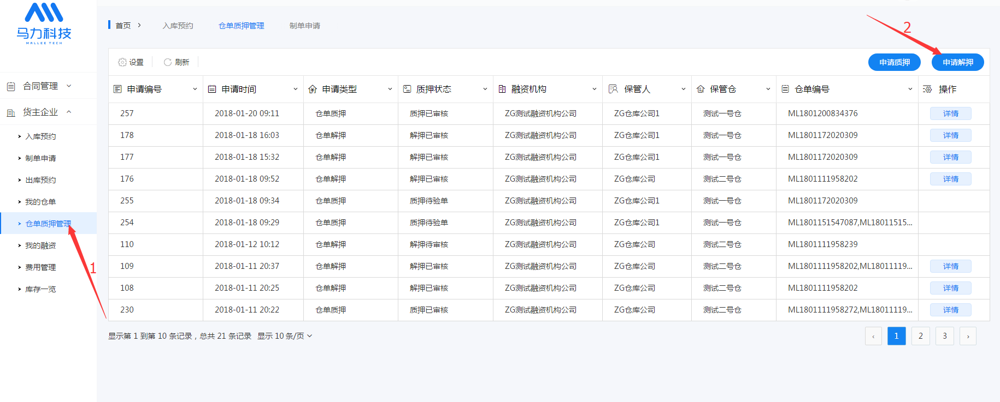 马力科技
MALLEE TECH
合同管理
货主企业
入库预约
制单申请
出库预约
我的仓单
仓单质押管理
我的融资
费用管理
库存一览
1
首页 入库预约 仓单质押管理 制单申请
2
设置 刷新 申请质押 申请解押
申请编号 申请时间 申请类型 质押状态 融资机构 保管人 保管仓 仓单编号 操作
257 2018-01-20 09:11 仓单质押 质押已审核 ZG测试融资机构公司 ZG仓库公司1 测试一号仓 ML1801200834376 详情
178 2018-01-18 16:03 仓单解押 解押已审核 ZG测试融资机构公司 ZG仓库公司1 测试一号仓 ML1801172020309 详情
177 2018-01-18 15:32 仓单解押 解押已审核 ZG测试融资机构公司 ZG仓库公司1 测试一号仓 ML1801172020309 详情
176 2018-01-18 09:52 仓单解押 解押已审核 ZG测试融资机构公司 ZG仓库公司 测试二号仓 ML1801111958202 详情
255 2018-01-18 09:34 仓单质押 质押待验单 ZG测试融资机构公司 ZG仓库公司1 测试一号仓 ML1801172020309
254 2018-01-18 09:29 仓单质押 质押待验单 ZG测试融资机构公司 ZG仓库公司1 测试一号仓 ML1801151547087,ML18011515...
110 2018-01-12 10:12 仓单解押 解押待审核 ZG测试融资机构公司 ZG仓库公司 测试二号仓 ML1801111958239
109 2018-01-11 20:37 仓单解押 解押已审核 ZG测试融资机构公司 ZG仓库公司 测试二号仓 ML1801111958202,ML18011119... 详情
108 2018-01-11 20:25 仓单解押 解押已审核 ZG测试融资机构公司 ZG仓库公司 测试二号仓 ML1801111958202 详情
230 2018-01-11 20:22 仓单质押 质押已审核 ZG测试融资机构公司 ZG仓库公司 测试二号仓 ML1801111958272,ML18011119... 详情
显示第 1 到第 10 条记录，总共 21 条记录 显示 10 条/页 ‹ 1 2 3 ›